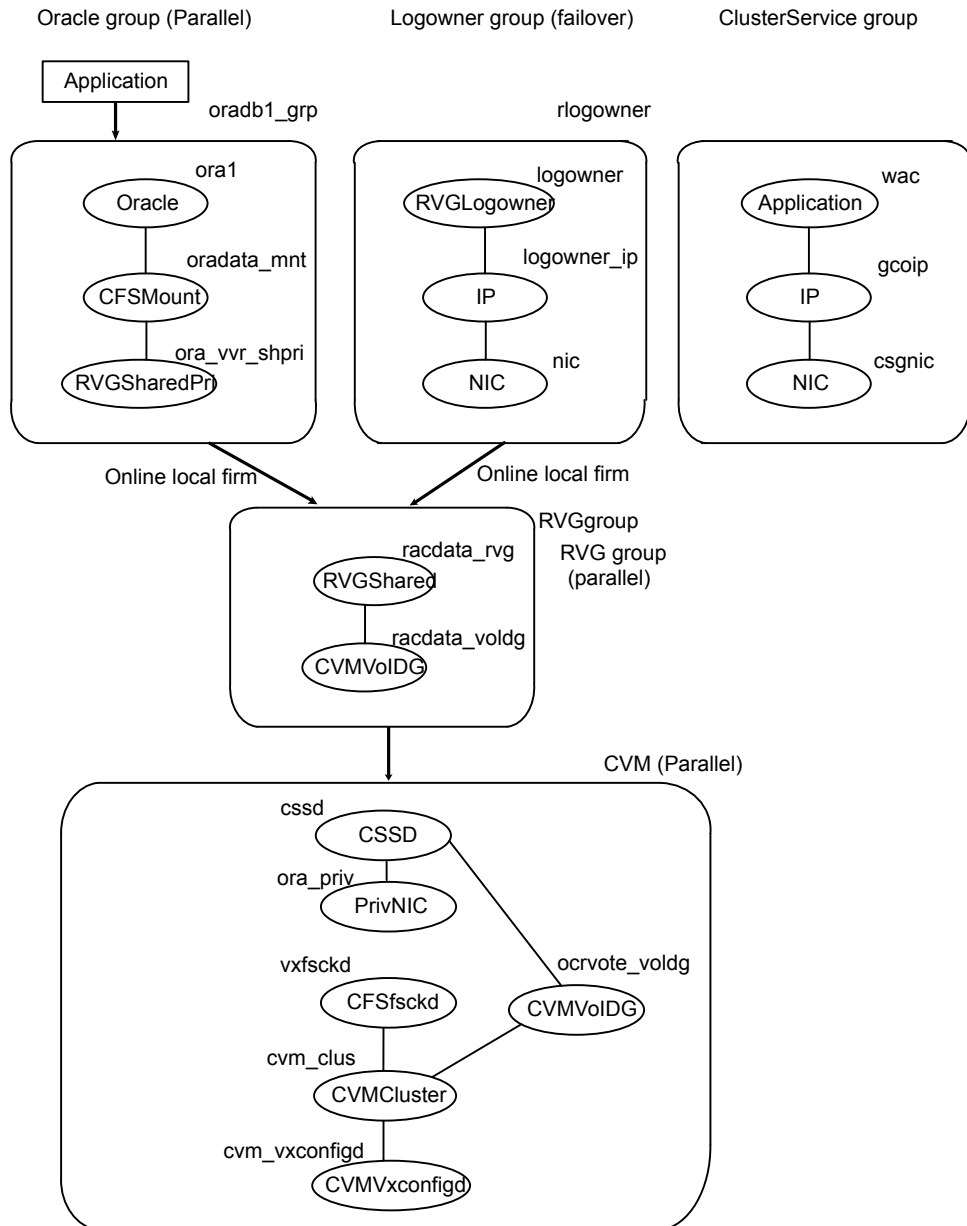 Oracle group (Parallel)
Logowner group (failover)
ClusterService group
Application
oradb1_grp
rlogowner
ora1
Oracle
oradata_mnt
CFSMount
ora_vvr_shpri
RVGSharedPri
logowner
RVGLogowner
logowner_ip
IP
nic
NIC
wac
Application
gcoip
IP
csgnic
NIC
Online local firm
Online local firm
RVGgroup
RVG group
(parallel)
racdata_rvg
RVGShared
racdata_voldg
CVMVolDG
CVM (Parallel)
cssd
CSSD
ora_priv
PrivNIC
vxfsckd
CFSfsckd
ocrvote_voldg
CVMVolDG
cvm_clus
CVMCluster
cvm_vxconfigd
CVMVxconfigd